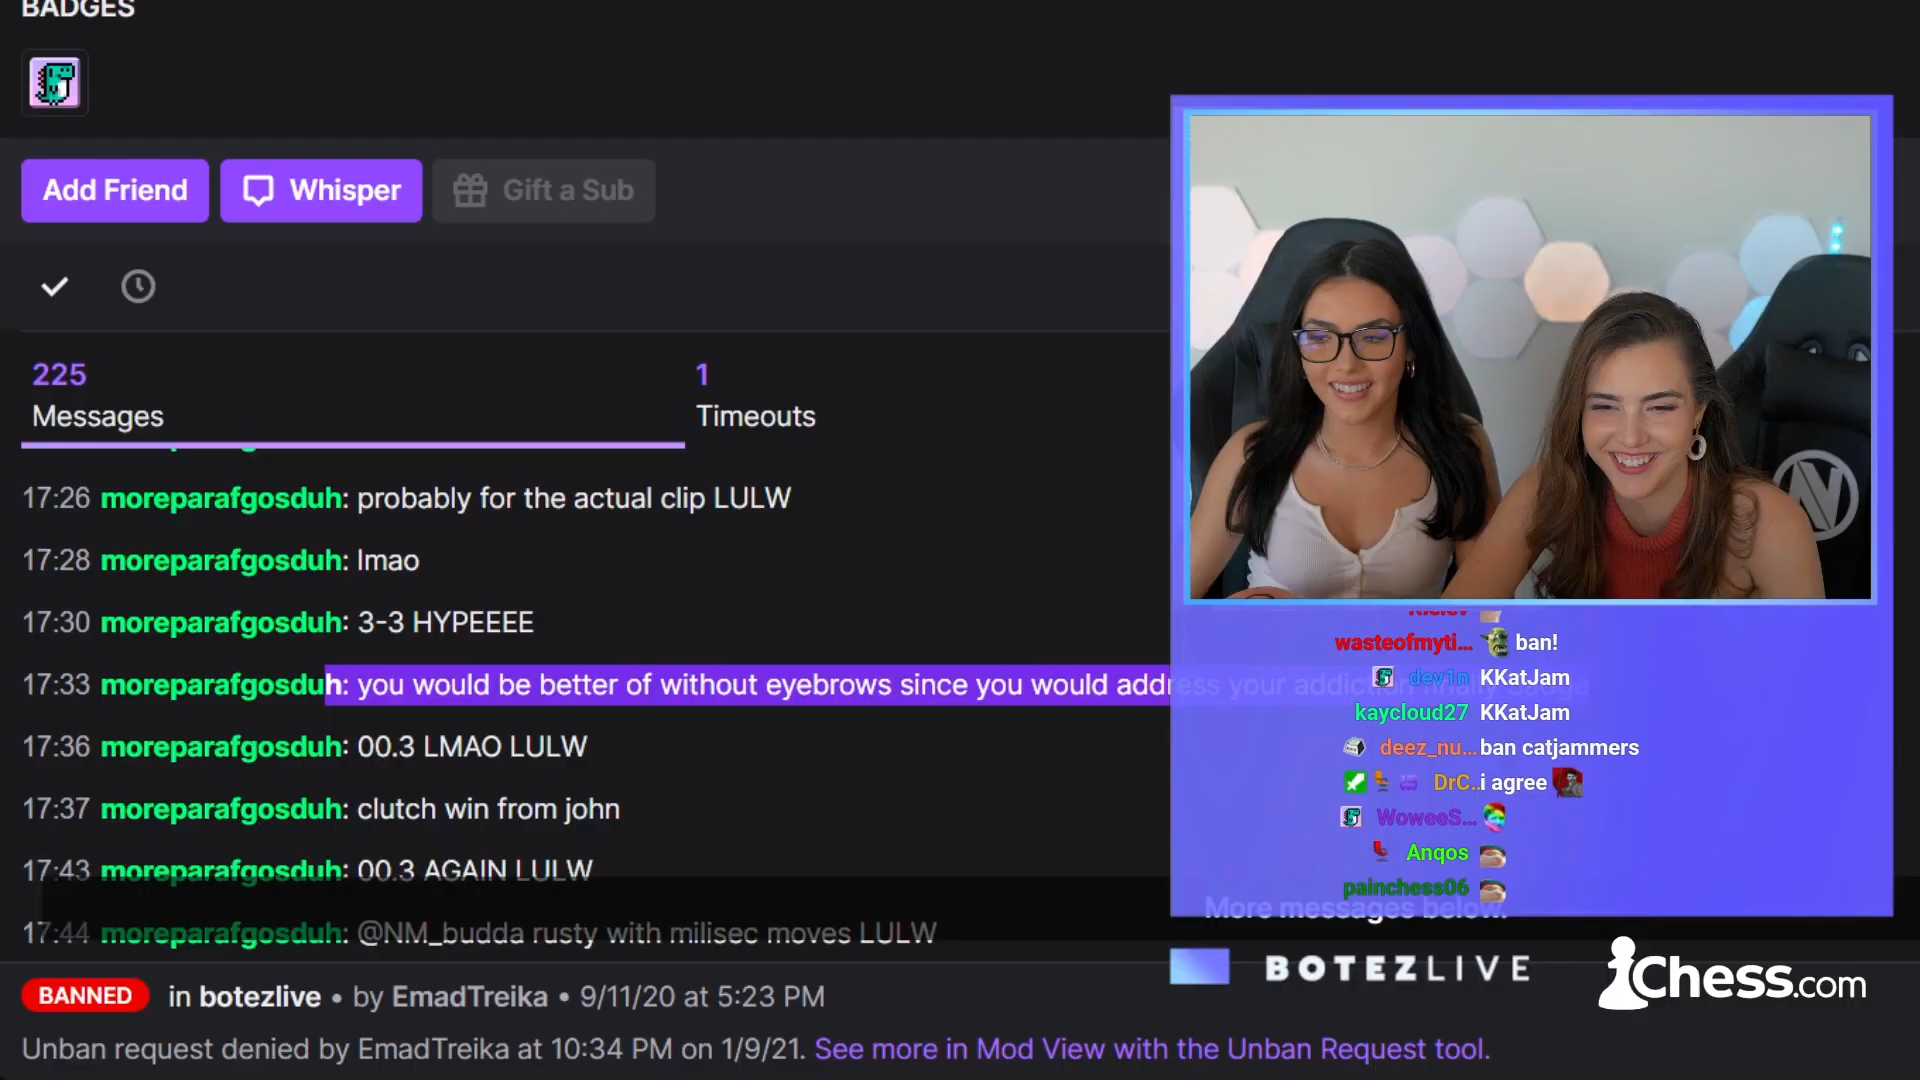 BADGES
Add Friend
Whisper
Gift a Sub
225
1
Messages
Timeouts
17:26 moreparafgosduh: probably for the actual clip LULW
17:28 moreparafgosduh: lmao
17:30 moreparafgosduh: 3-3 HYPEEEE
17:33 moreparafgosduh: you would be better of without eyebrows since you would address your
17:36 moreparafgosduh: 00.3 LMAO LULW
17:37 moreparafgosduh: clutch win from john
17:43 moreparafgosduh: 00.3 AGAIN LULW
17:44 moreparafgosduh: @NM_budda rusty with milisec moves LULW
BANNED in botezlive • by EmadTreika • 9/11/20 at 5:23 PM
Unban request denied by EmadTreika at 10:34 PM on 1/9/21. See more in Mod View with the Unban Request tool.
wasteofmyti... ban!
dev1n KKatJam
kaycloud27 KKatJam
deez_nu... ban catjammers
DrC.. i agree
WoweeS...
Anqos
painchess06
More messages below.
BOTEZLIVE
Chess.com